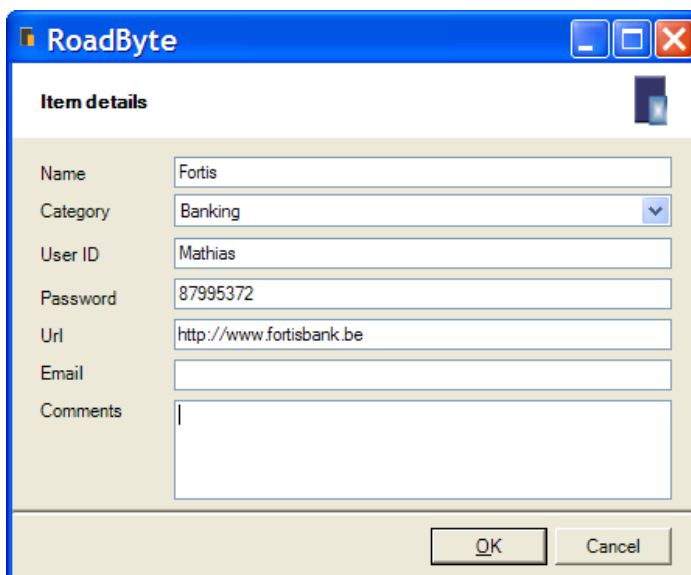 RoadByte
Item details
Name Fortis
Category Banking
User ID Mathias
Password 87995372
Url http://www.fortisbank.be
Email
Comments
OK Cancel